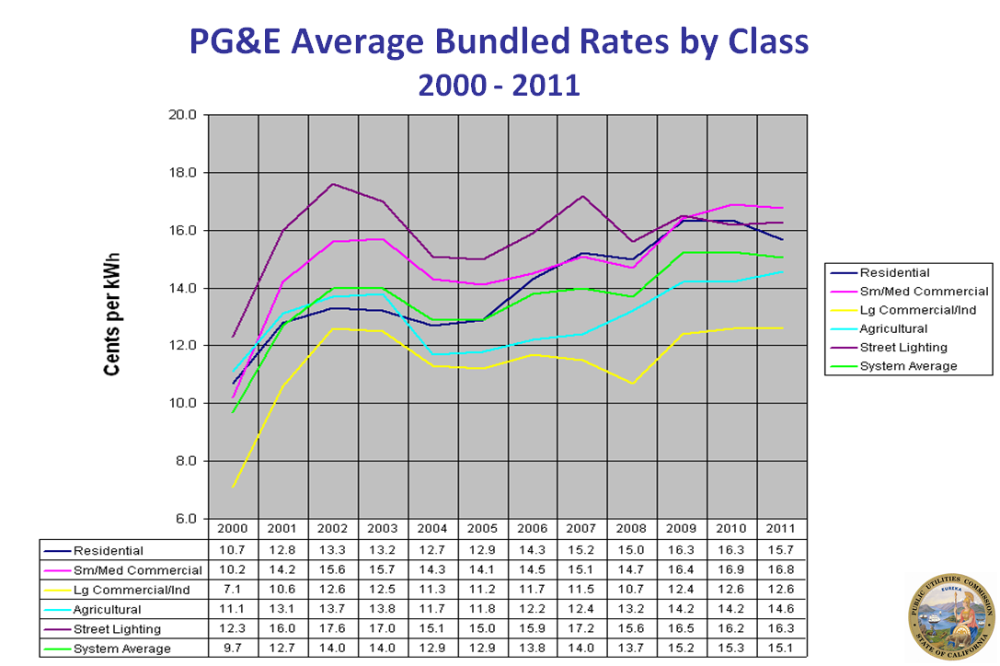 PG&E Average Bundled Rates by Class
2000 - 2011
Cents per kWh
20.0
18.0
16.0
14.0
12.0
10.0
8.0
6.0
2000 2001 2002 2003 2004 2005 2006 2007 2008 2009 2010 2011
Residential 10.7 12.8 13.3 13.2 12.7 12.9 14.3 15.2 15.0 16.3 16.3 15.7
Sm/Med Commercial 10.2 14.2 15.6 15.7 14.3 14.1 14.5 15.1 14.7 16.4 16.9 16.8
Lg Commercial/Ind 7.1 10.6 12.6 12.5 11.3 11.2 11.7 11.5 10.7 12.4 12.6 12.6
Agricultural 11.1 13.1 13.7 13.8 11.7 11.8 12.2 12.4 13.2 14.2 14.2 14.6
Street Lighting 12.3 16.0 17.6 17.0 15.1 15.0 15.9 17.2 15.6 16.5 16.2 16.3
System Average 9.7 12.7 14.0 14.0 12.9 12.9 13.8 14.0 13.7 15.2 15.3 15.1
Residential
Sm/Med Commercial
Lg Commercial/Ind
Agricultural
Street Lighting
System Average
PUBLIC UTILITIES COMMISSION
EUREKA
STATE OF CALIFORNIA